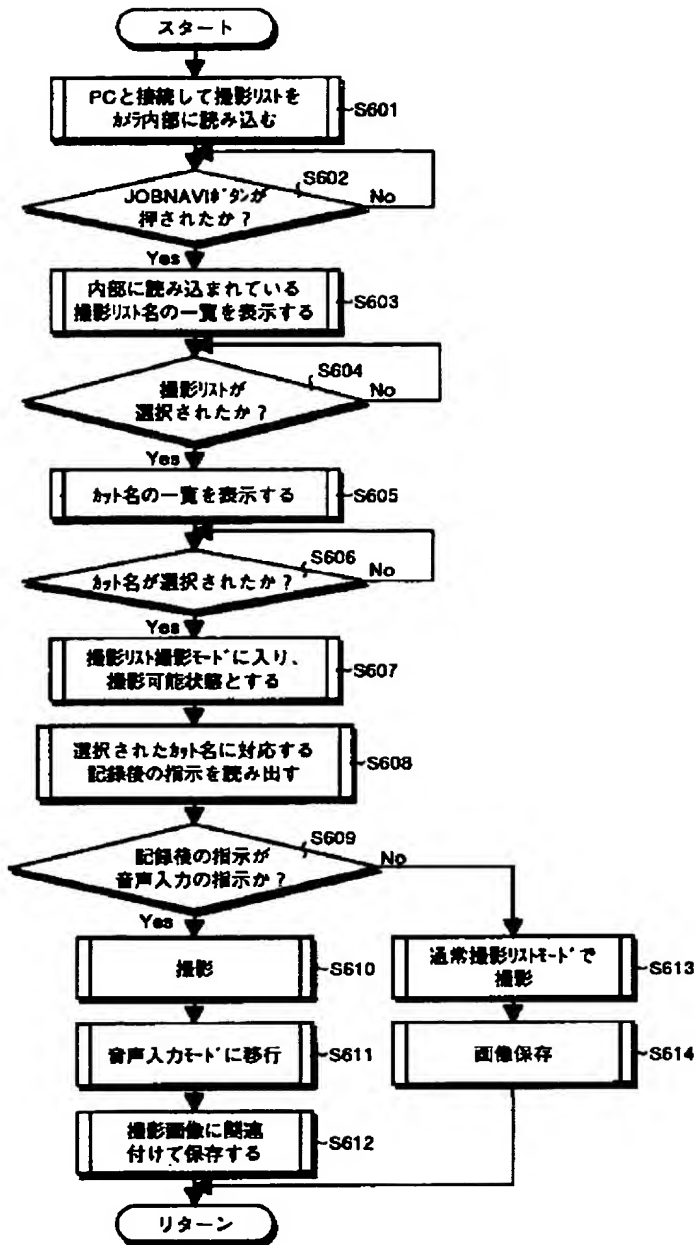 スタート
PCと接続して撮影リストを
カメラ内部に読み込む
S601
S602
JOBNAVIボタンが
押されたか？
No
Yes
内部に読み込まれている
撮影リスト名の一覧を表示する
S603
S604
撮影リストが
選択されたか？
No
Yes
カット名の一覧を表示する
S605
S606
カット名が選択されたか？
No
Yes
撮影リスト撮影モードに入り、
撮影可能状態とする
S607
選択されたカット名に対応する
記録後の指示を読み出す
S608
S609
記録後の指示が
音声入力の指示か？
No
Yes
撮影
S610
通常撮影リストモードで
撮影
S613
音声入力モードに移行
S611
画像保存
S614
撮影画像に関連
付けて保存する
S612
リターン